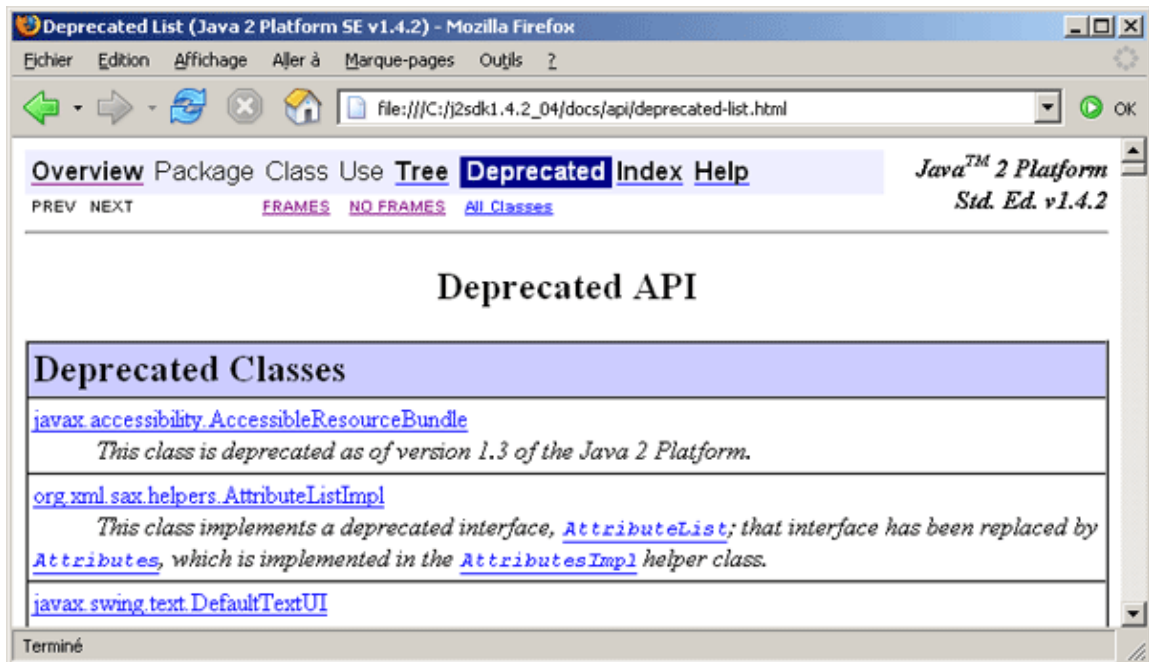 Deprecated List (Java 2 Platform SE v1.4.2) - Mozilla Firefox
Fichier Edition Affichage Aller à Marque-pages Outils ?
file:///C:/j2sdk1.4.2_04/docs/api/deprecated-list.html OK
Overview Package Class Use Tree Deprecated Index Help
Java™ 2 Platform
Std. Ed. v1.4.2
PREV NEXT FRAMES NO FRAMES All Classes
Deprecated API
Deprecated Classes
javax.accessibility.AccessibleResourceBundle
This class is deprecated as of version 1.3 of the Java 2 Platform.
org.xml.sax.helpers.AttributeListImpl
This class implements a deprecated interface, AttributeList; that interface has been replaced by
Attributes, which is implemented in the AttributesImpl helper class.
javax.swing.text.DefaultTextUI
Terminé